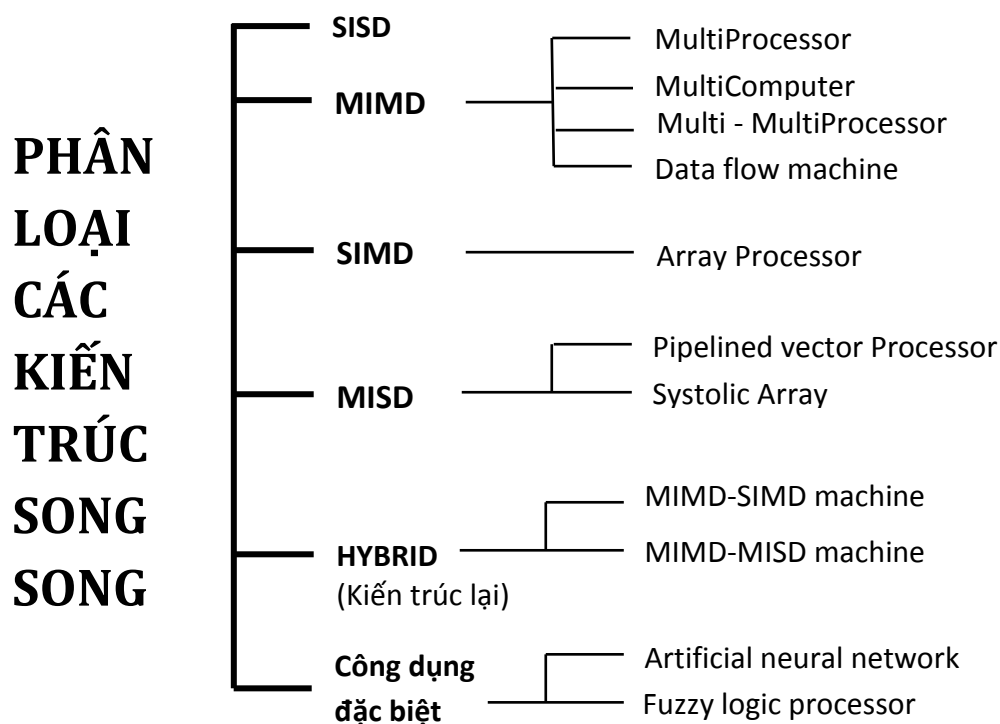 PHÂN
LOẠI
CÁC
KIẾN
TRÚC
SONG
SONG
SISD
MIMD
MultiProcessor
MultiComputer
Multi - MultiProcessor
Data flow machine
SIMD
Array Processor
MISD
Pipelined vector Processor
Systolic Array
HYBRID
(Kiến trúc lại)
MIMD-SIMD machine
MIMD-MISD machine
Công dụng
đặc biệt
Artificial neural network
Fuzzy logic processor